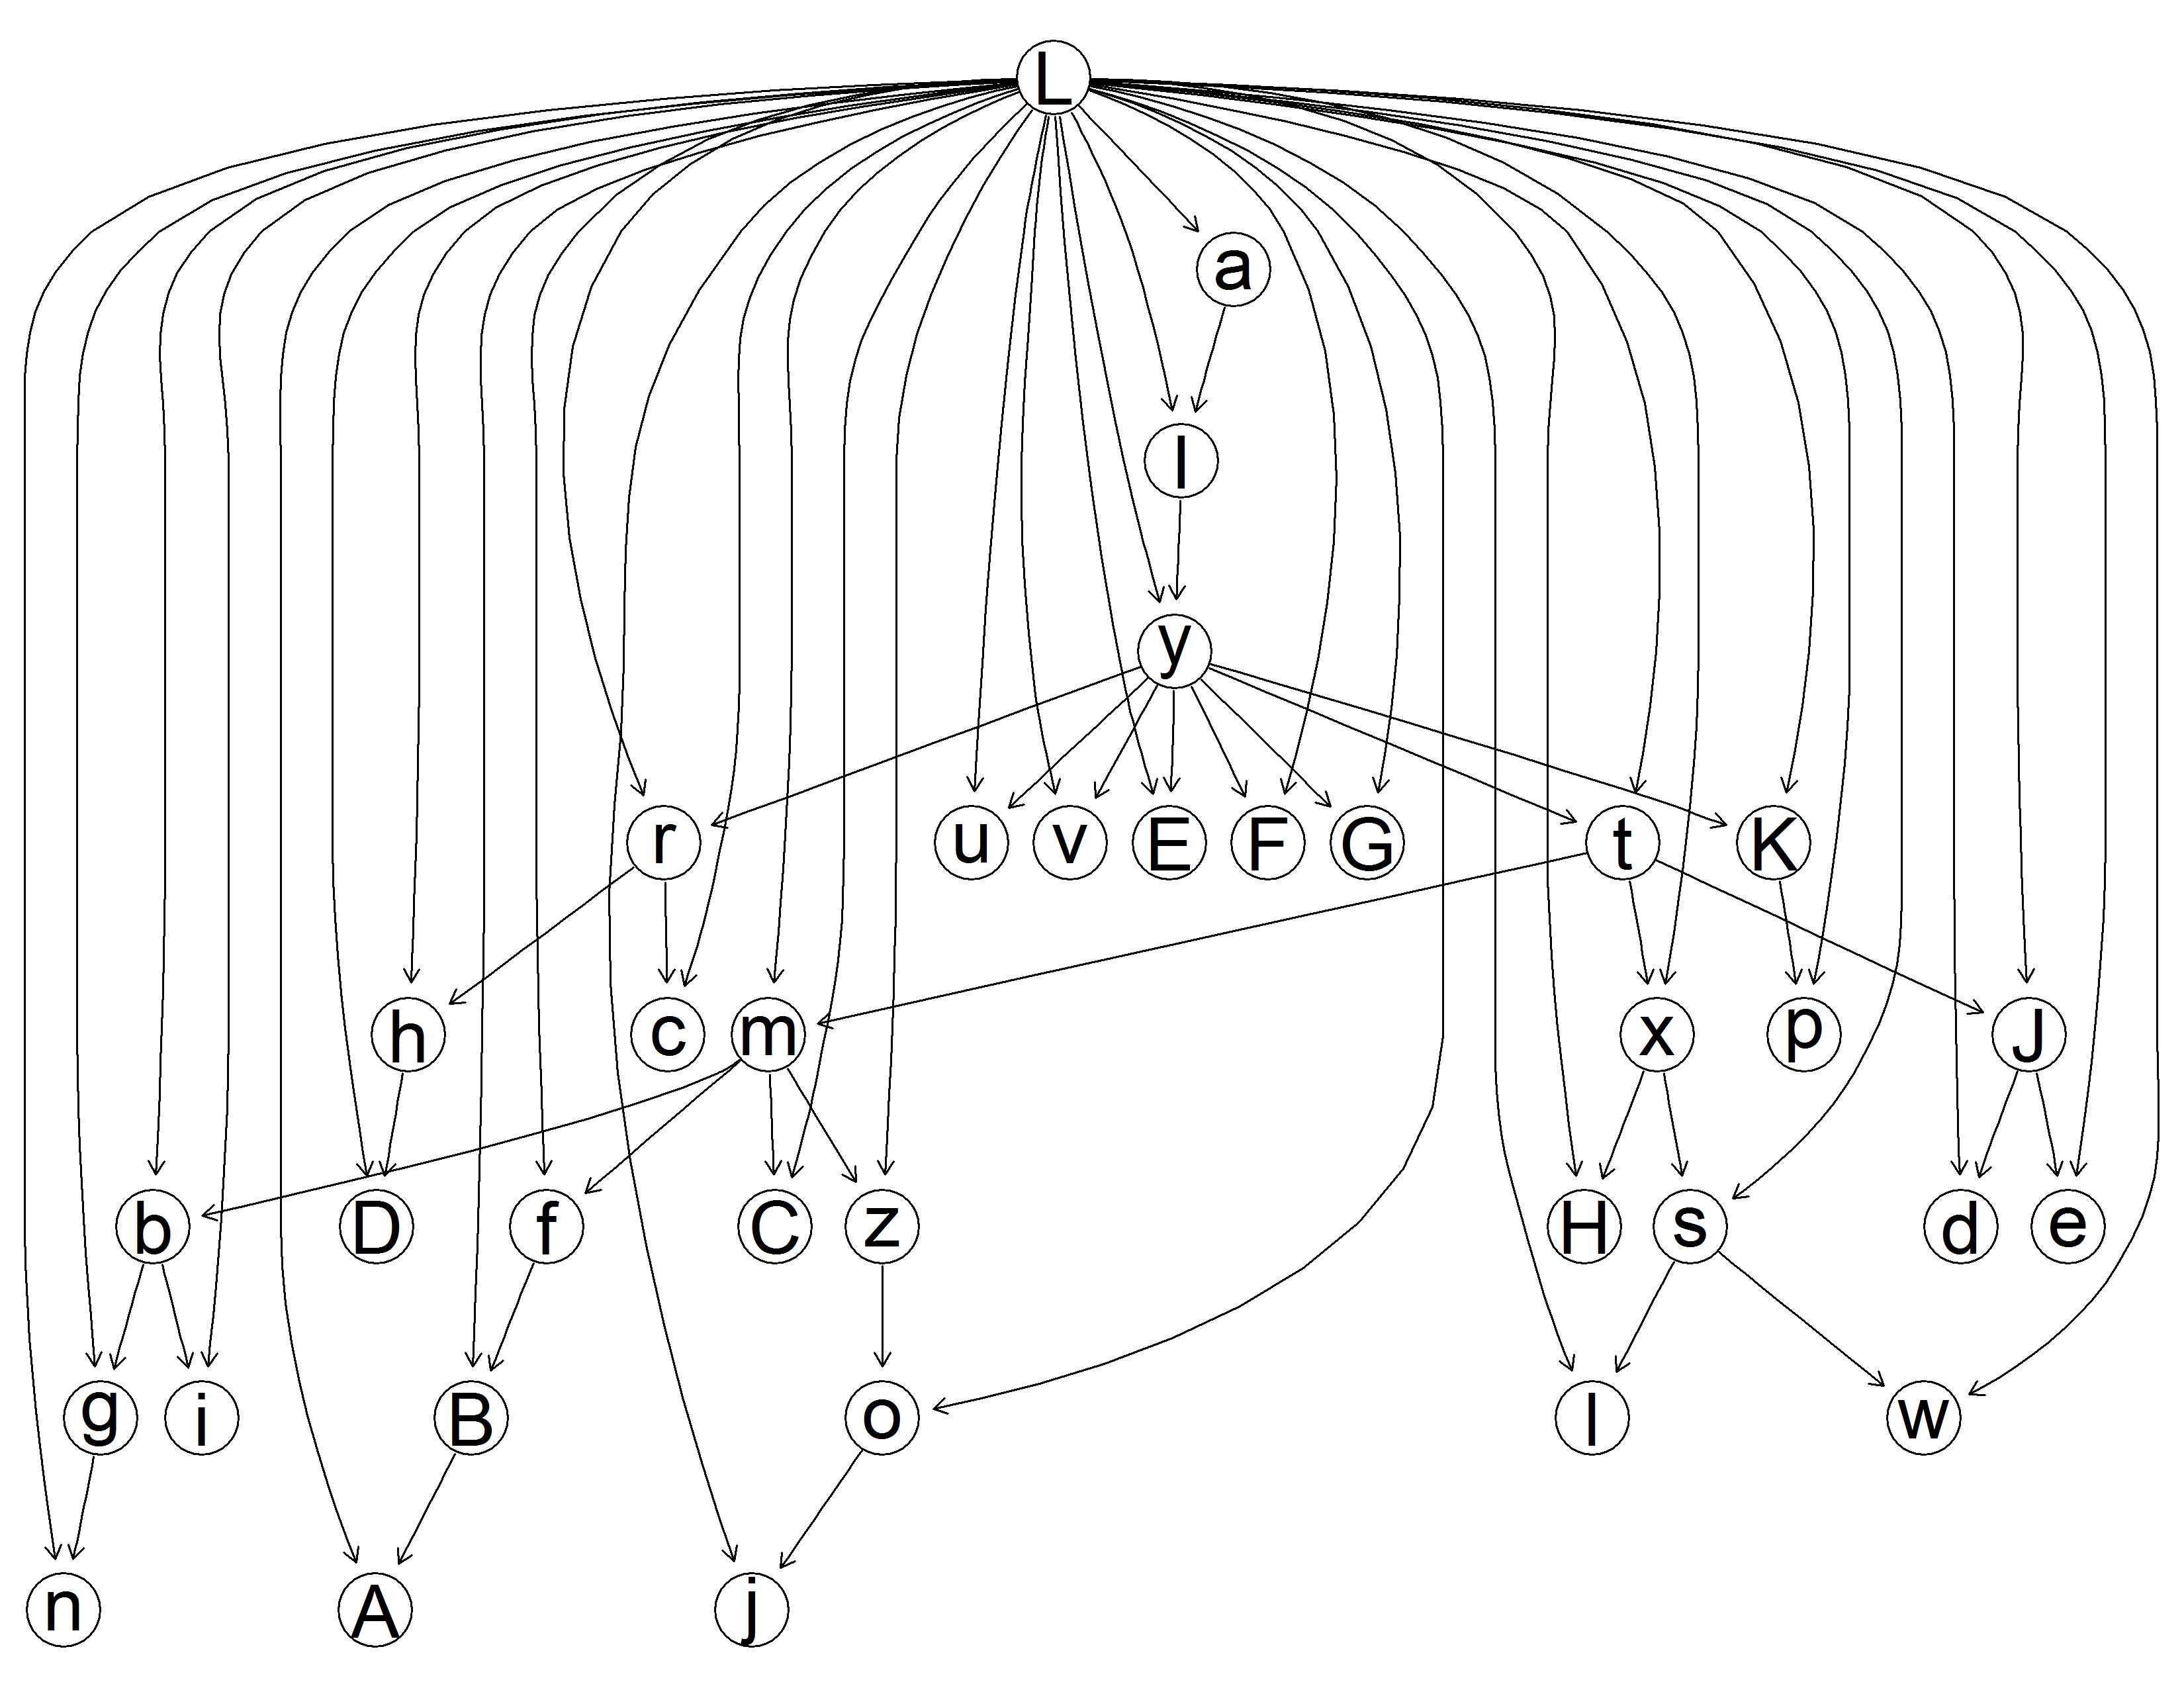 L
a
l
y
r u v E F G t K
h c m x p J
b D f C z H s d e
g i B o I w
n A j